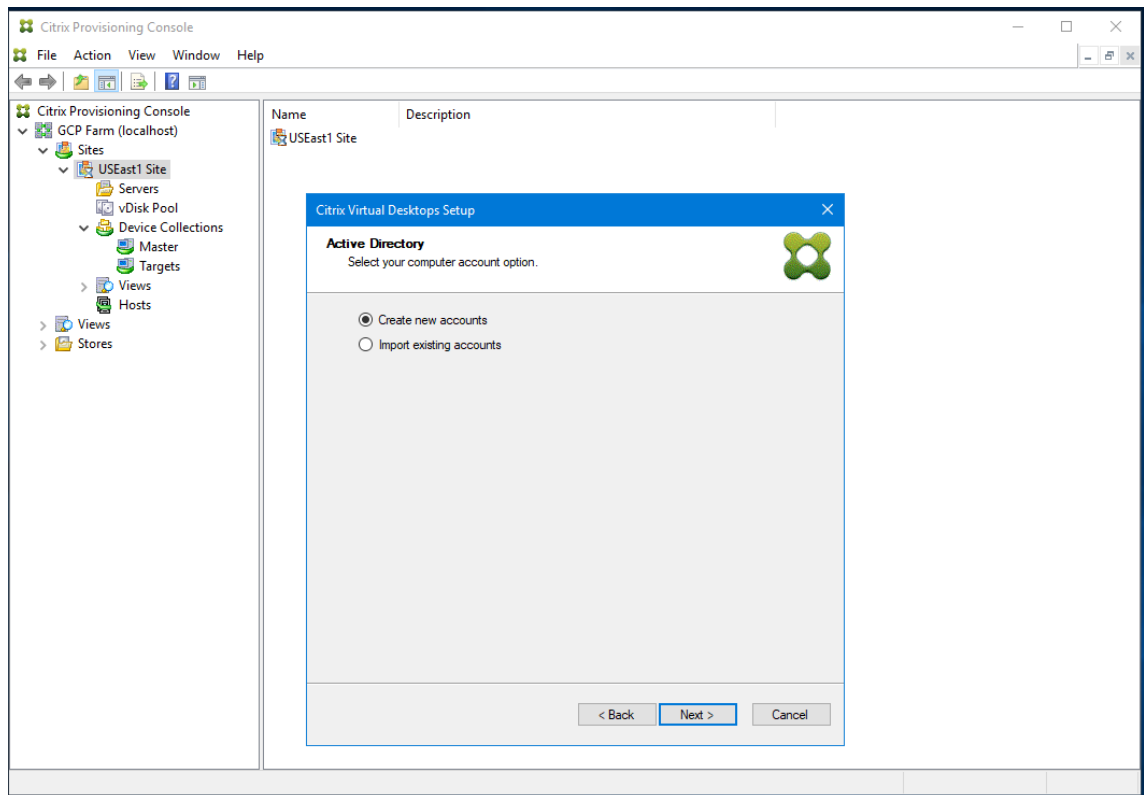 Citrix Provisioning Console
File Action View Window Help
Citrix Provisioning Console
GCP Farm (localhost)
Sites
USEast1 Site
Servers
vDisk Pool
Device Collections
Master
Targets
Views
Hosts
Views
Stores
Name Description
USEast1 Site
Citrix Virtual Desktops Setup
Active Directory
Select your computer account option.
Create new accounts
Import existing accounts
< Back Next > Cancel